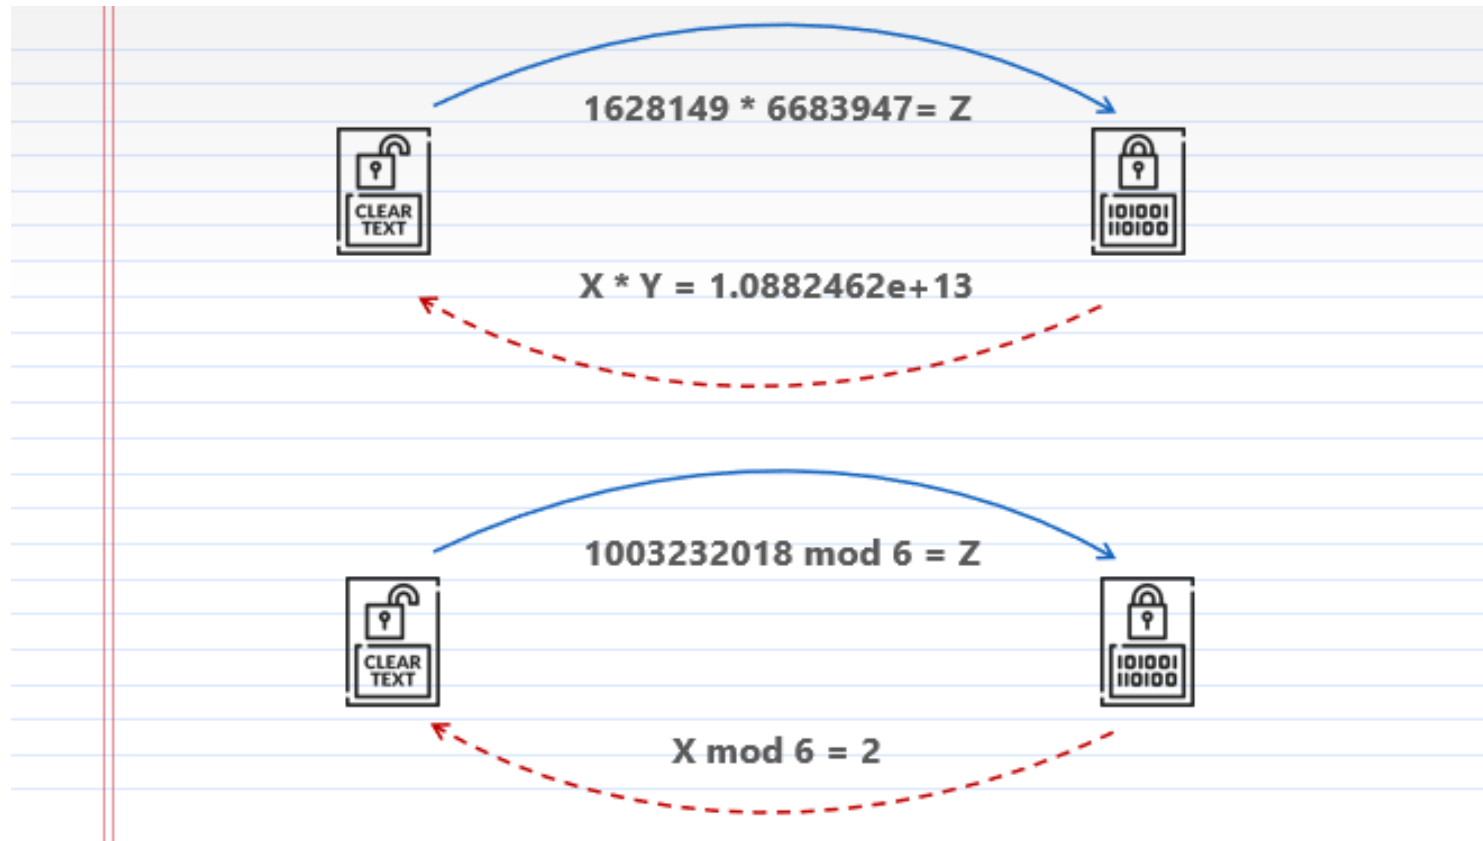 1628149 * 6683947= Z
CLEAR
TEXT
101001
110100
X * Y = 1.0882462e+13
1003232018 mod 6 = Z
CLEAR
TEXT
101001
110100
X mod 6 = 2